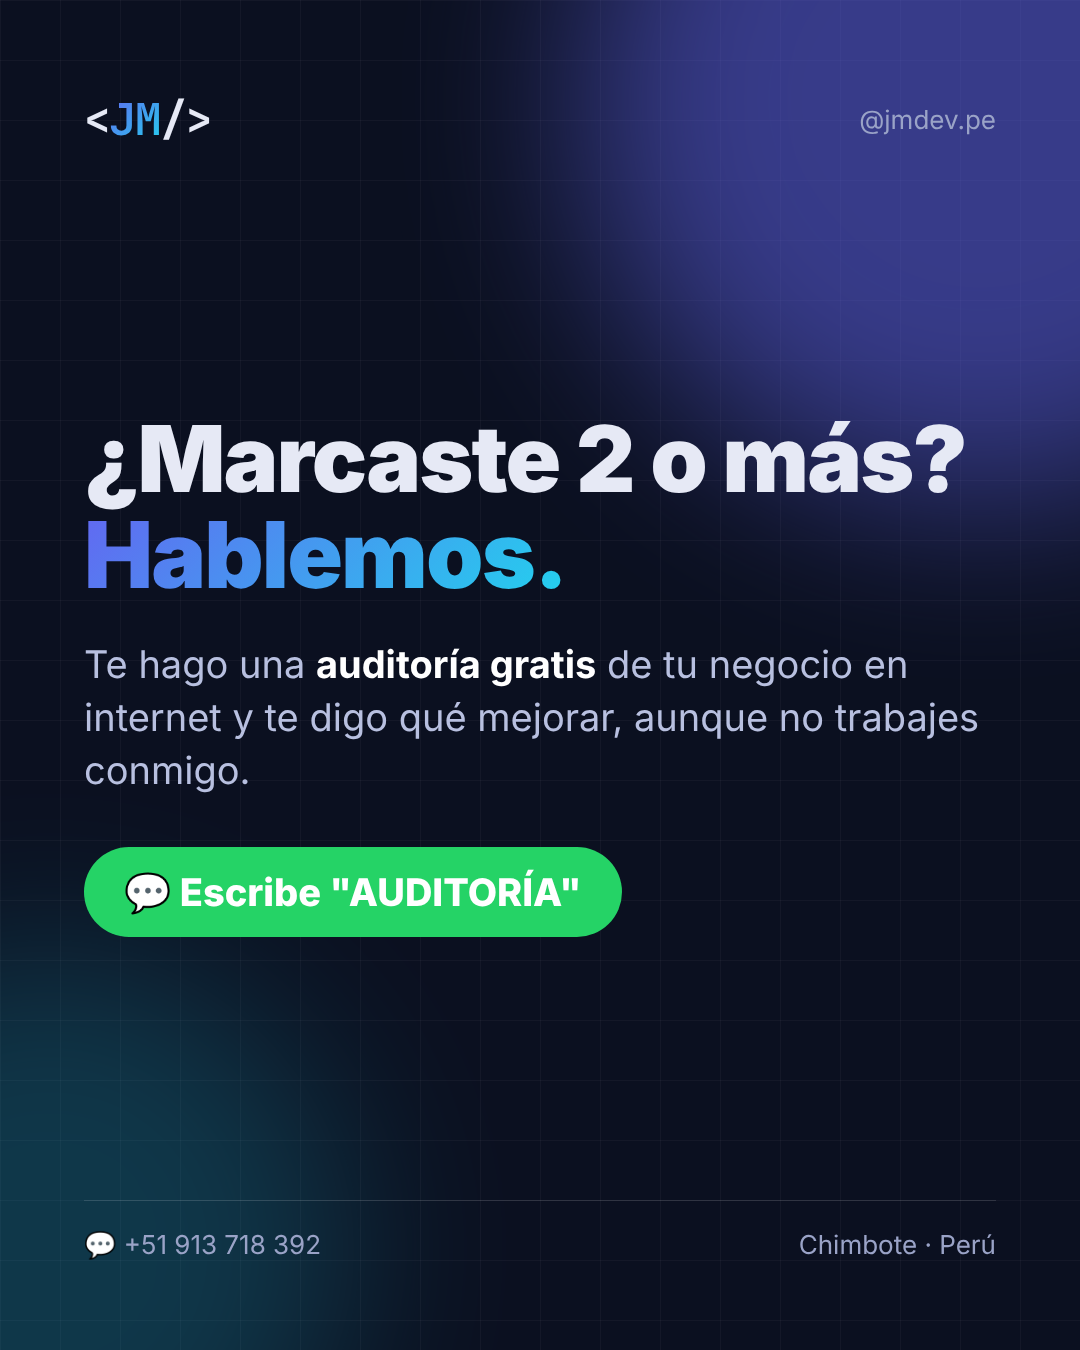 <JM/>
@jmdev.pe
¿Marcaste 2 o más?
Hablemos.
Te hago una auditoría gratis de tu negocio en
internet y te digo qué mejorar, aunque no trabajes
conmigo.
💬 Escribe "AUDITORÍA"
💬 +51 913 718 392
Chimbote · Perú